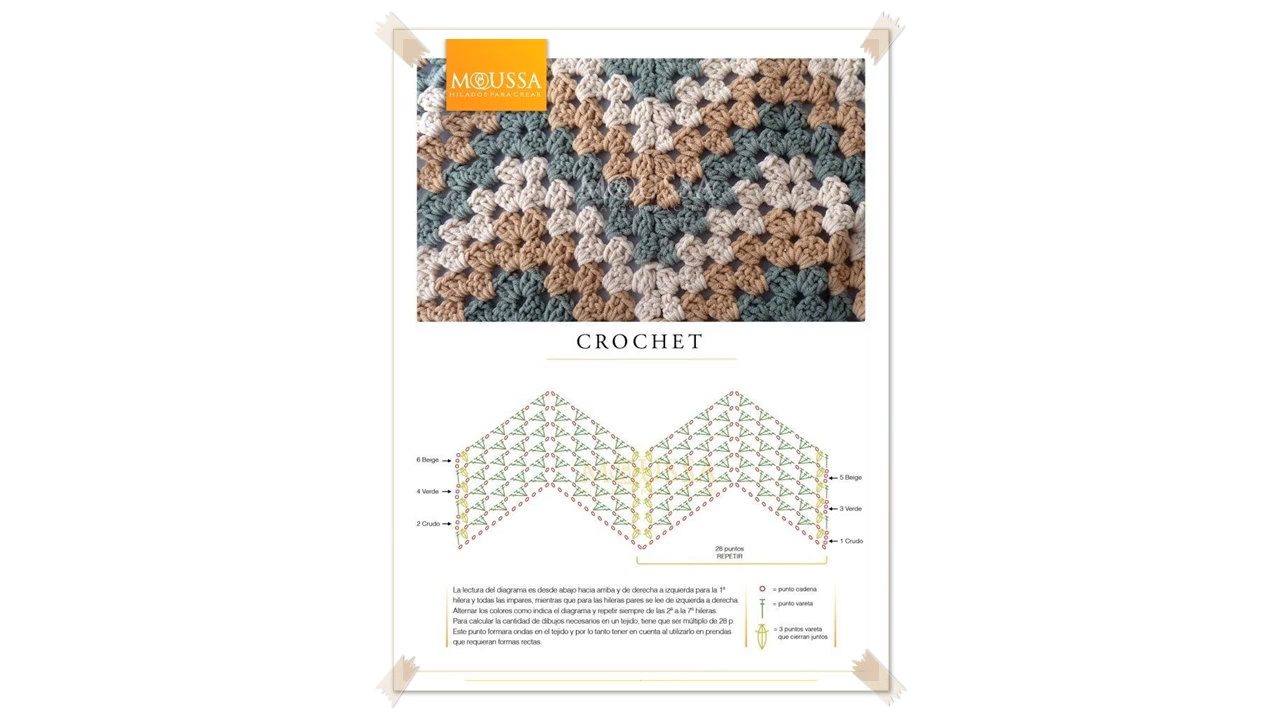 MOUSSA
HILADOS PARA CREAR
MOUSSA
CROCHET
6 Beige
4 Verde
2 Crudo
5 Beige
3 Verde
1 Crudo
28 puntos
REPETIR
La lectura del diagrama es desde abajo hacia arriba y de derecha a izquierda para la 1º
hilera y todas las impares, mientras que para las hileras pares se lee de izquierda a derecha.
Alternar los colores como indica el diagrama y repetir siempre de las 2º a la 7º hileras.
Para calcular la cantidad de dibujos necesarios en un tejido, tiene que ser múltiplo de 28 p.
Este punto formara ondas en el tejido y por lo tanto tener en cuenta al utilizarlo en prendas
que requieran formas rectas.
= punto cadena
= punto vareta
= 3 puntos vareta
que cierran juntos